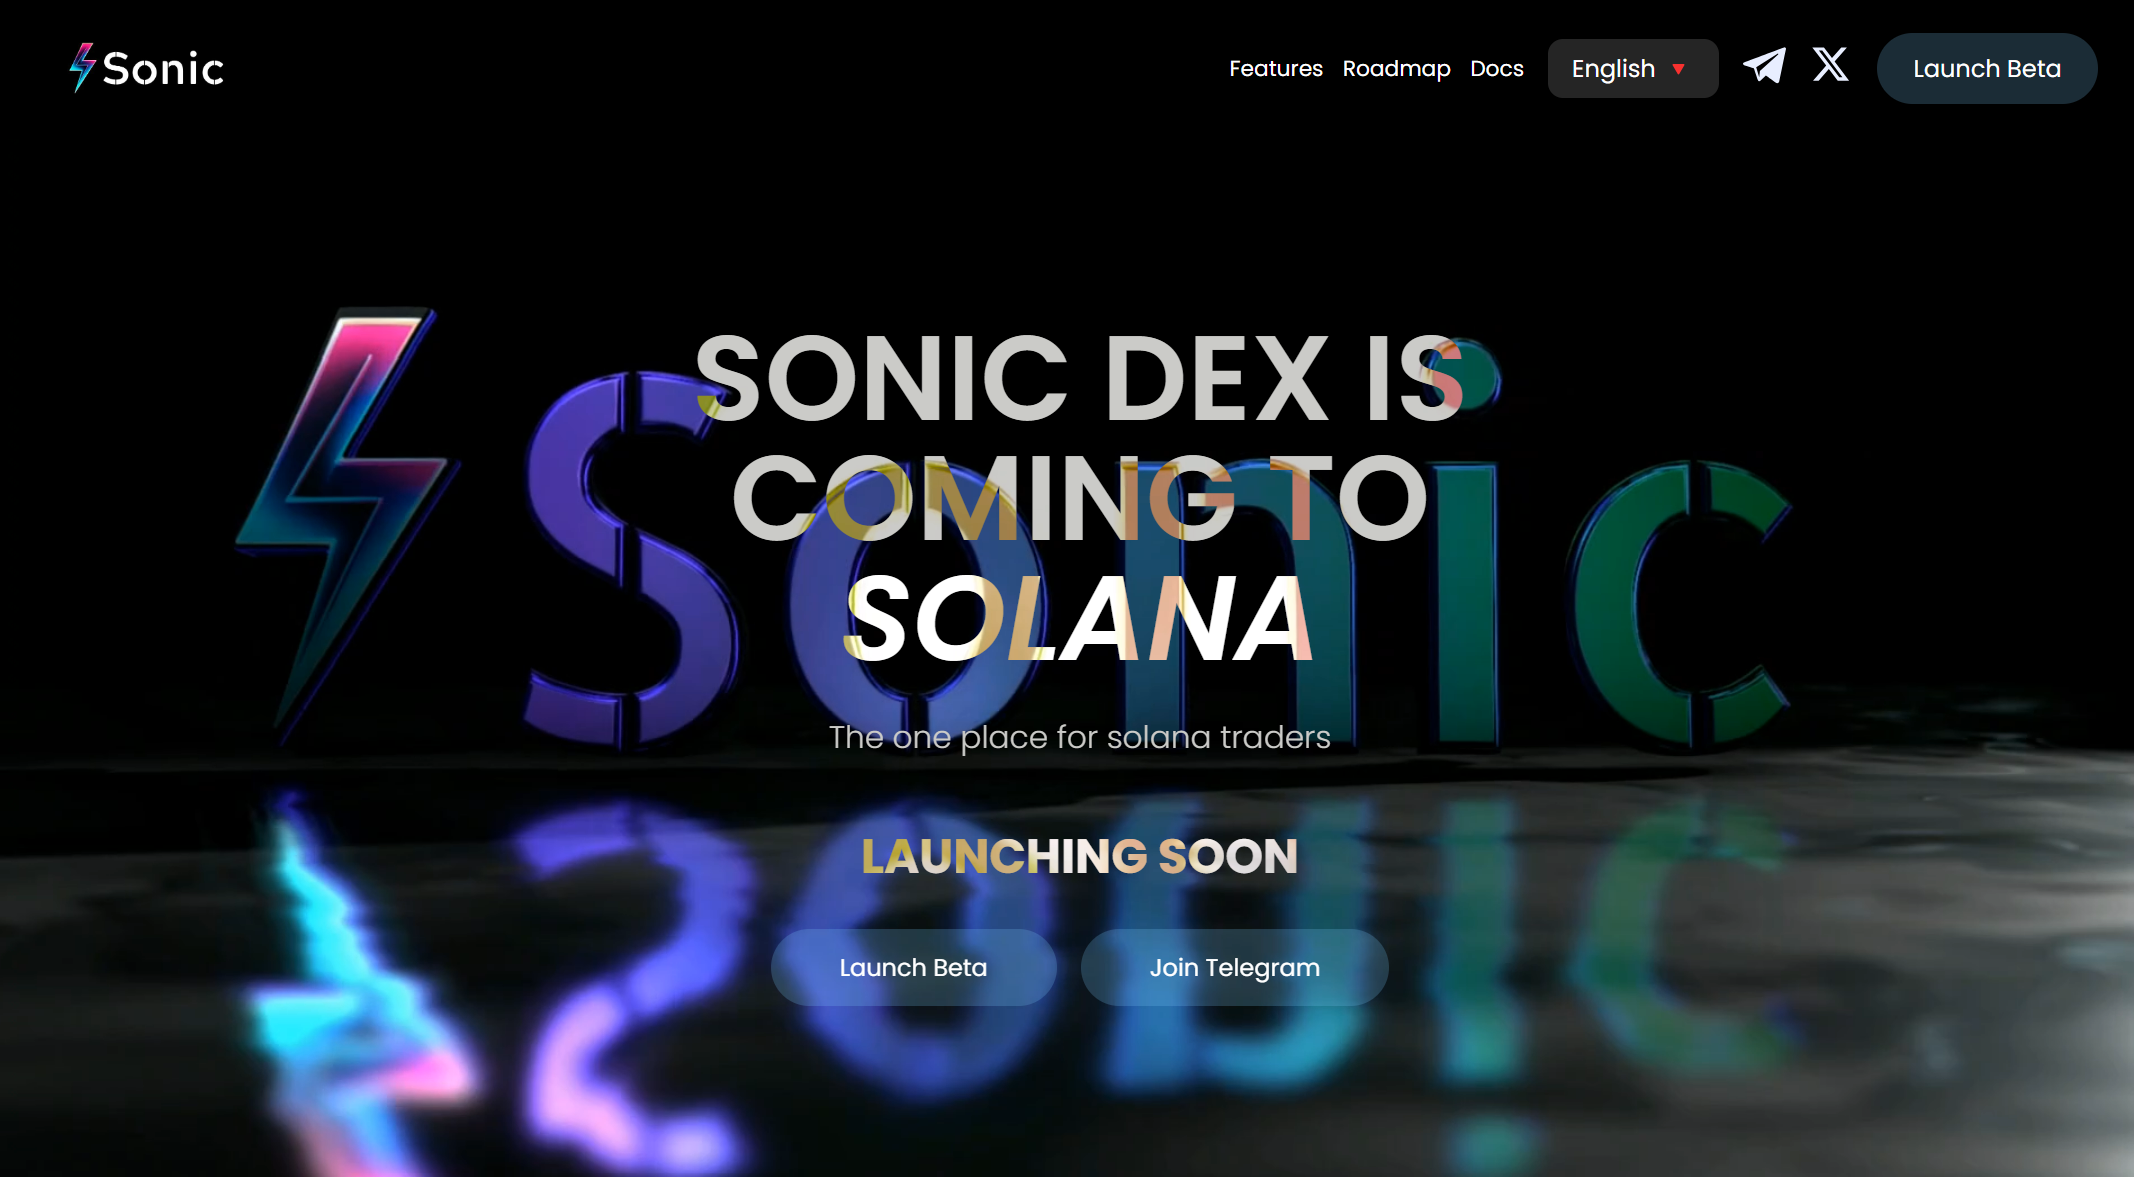 Sonic
Features
Roadmap
Docs
English
Launch Beta
SONIC DEX IS
COMING TO
SOLANA
Sonic
The one place for solana traders
LAUNCHING SOON
Launch Beta
Join Telegram